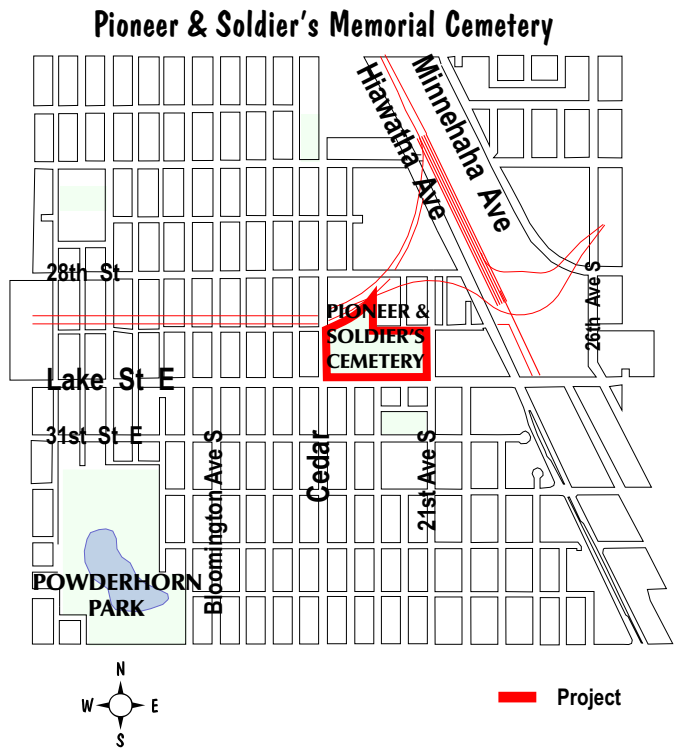 Pioneer & Soldier's Memorial Cemetery
Hiawatha Ave
Minnehaha Ave
28th St
26th Ave S
PIONEER &
SOLDIER'S
CEMETERY
Lake St E
31st St E
Bloomington Ave S
Cedar
21st Ave S
POWDERHORN
PARK
N
W E
S
Project